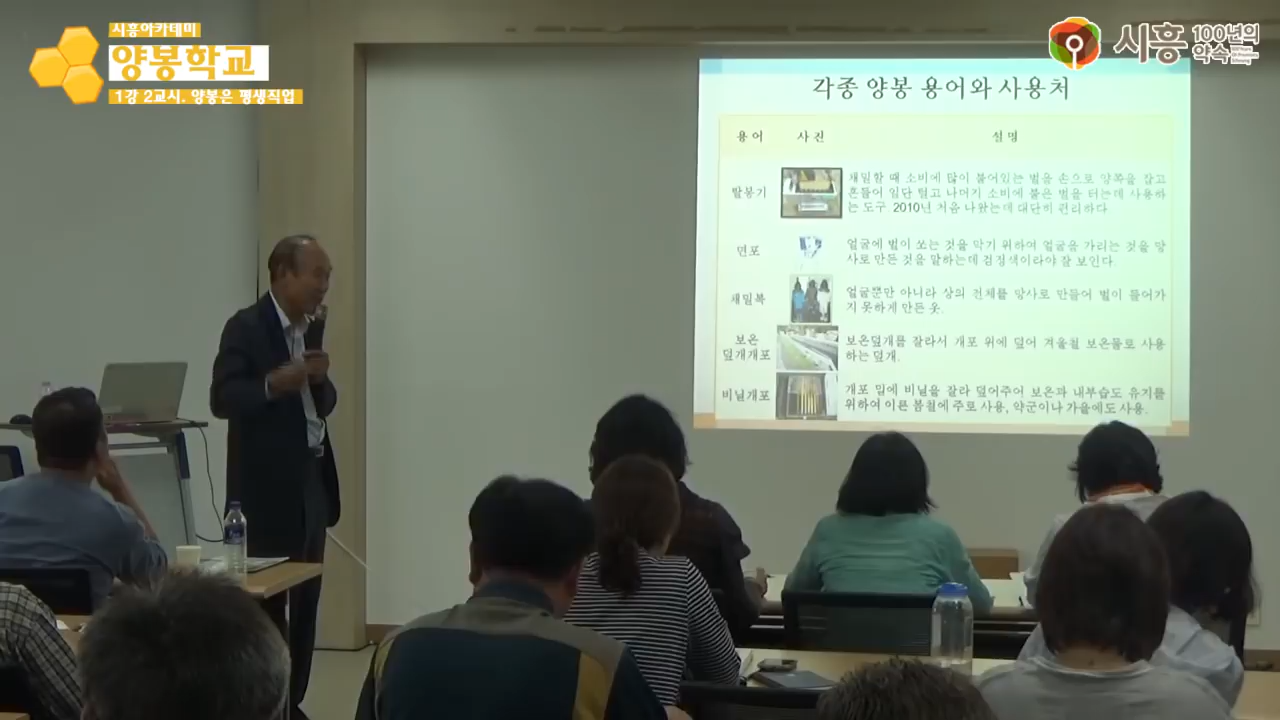 시흥아카데미
양봉학교
1강 2교시. 양봉은 평생직업
시흥 100년의 약속
각종 양봉 용어와 사용처
용어 사진 설명
탈봉기
채밀할 때 소비에 많이 붙어있는 벌을 손으로 양쪽을 잡고
흔들어 일단 털고 나머지 소비에 붙은 벌을 터는데 사용하
는 도구 2010년 처음 나왔는데 대단히 편리하다
면포
얼굴에 벌이 쏘는 것을 막기 위하여 얼굴을 가리는 것을 망
사로 만든 것을 말하는데 검정색이라야 잘 보인다.
채밀복
얼굴뿐만 아니라 상의 전체를 망사로 만들어 벌이 들어가
지 못하게 만든 옷.
보온
덮개개포
보온덮개를 잘라서 개포 위에 덮어 겨울철 보온물로 사용
하는 덮개.
비닐개포
개포 밑에 비닐을 잘라 덮어주어 보온과 내부습도 유기를
위하여 이른 봄철에 주로 사용, 약군이나 가을에도 사용.